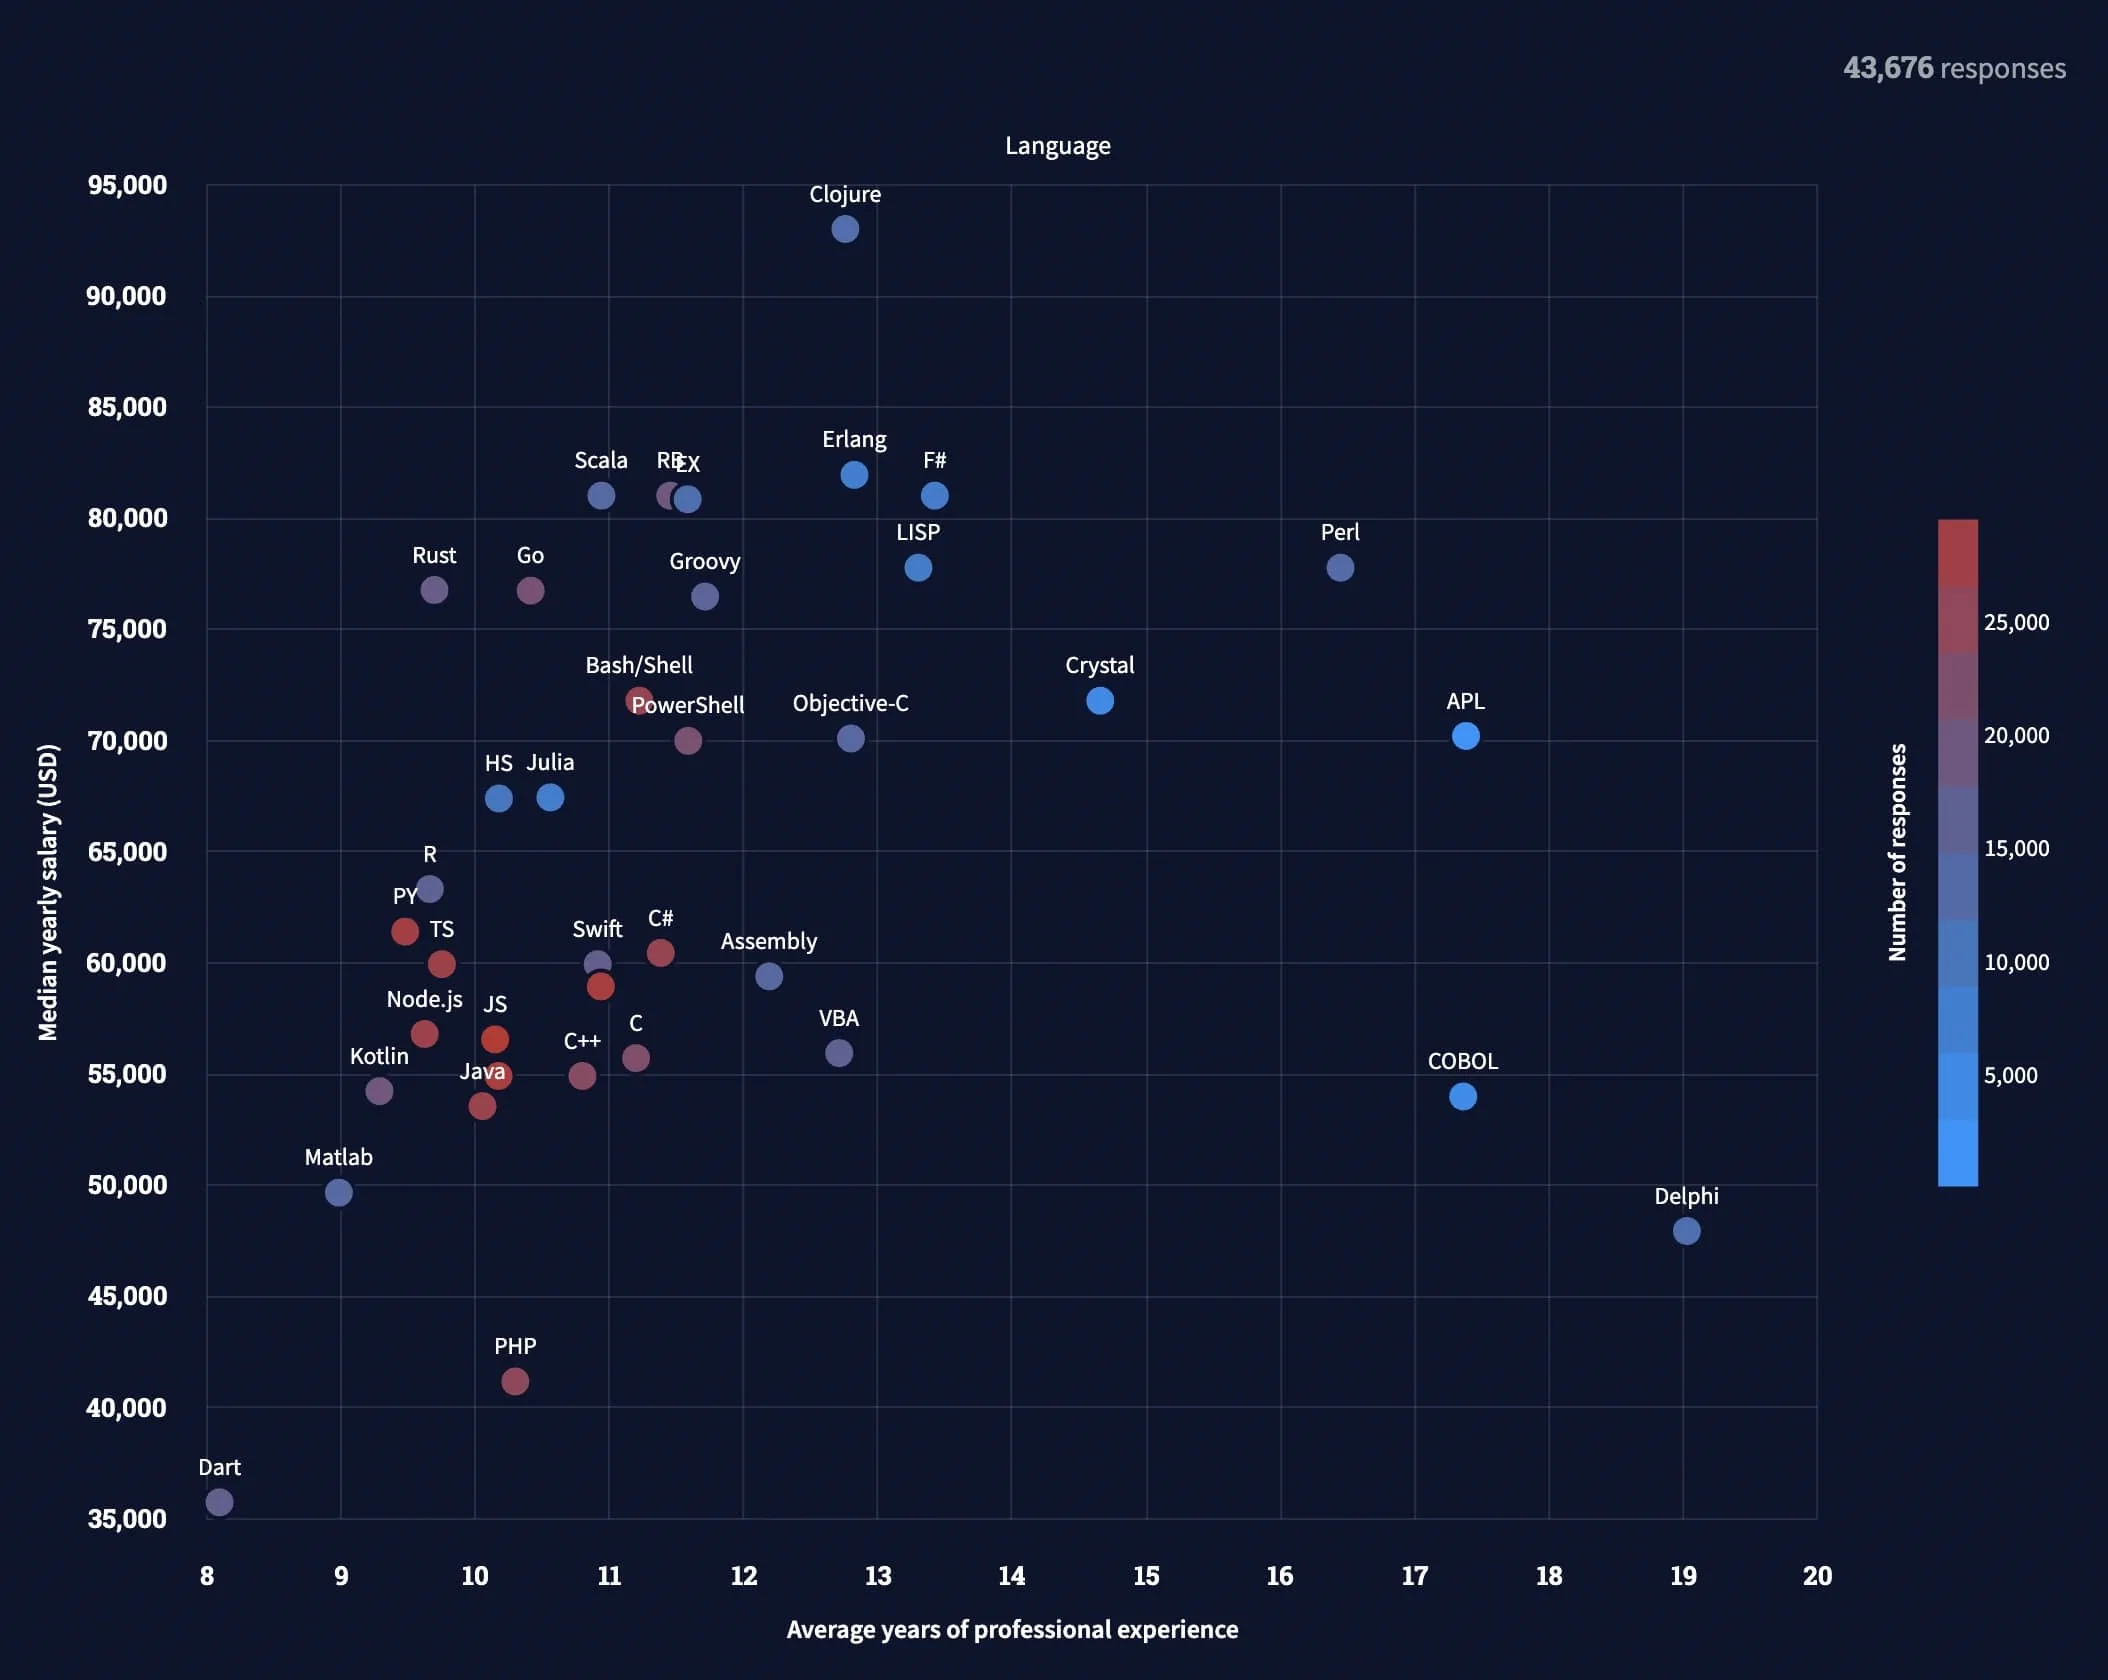 43,676 responses
Language
95,000
90,000
85,000
80,000
75,000
70,000
65,000
60,000
55,000
50,000
45,000
40,000
35,000
Median yearly salary (USD)
Clojure
Erlang
Scala
RB
EX
F#
LISP
Perl
Rust
Go
Groovy
Bash/Shell
Crystal
PowerShell
Objective-C
APL
HS
Julia
R
PY
TS
Swift
C#
Assembly
Node.js
JS
VBA
C
C++
Kotlin
Java
COBOL
Matlab
Delphi
PHP
Dart
8
9
10
11
12
13
14
15
16
17
18
19
20
Average years of professional experience
Number of responses
25,000
20,000
15,000
10,000
5,000